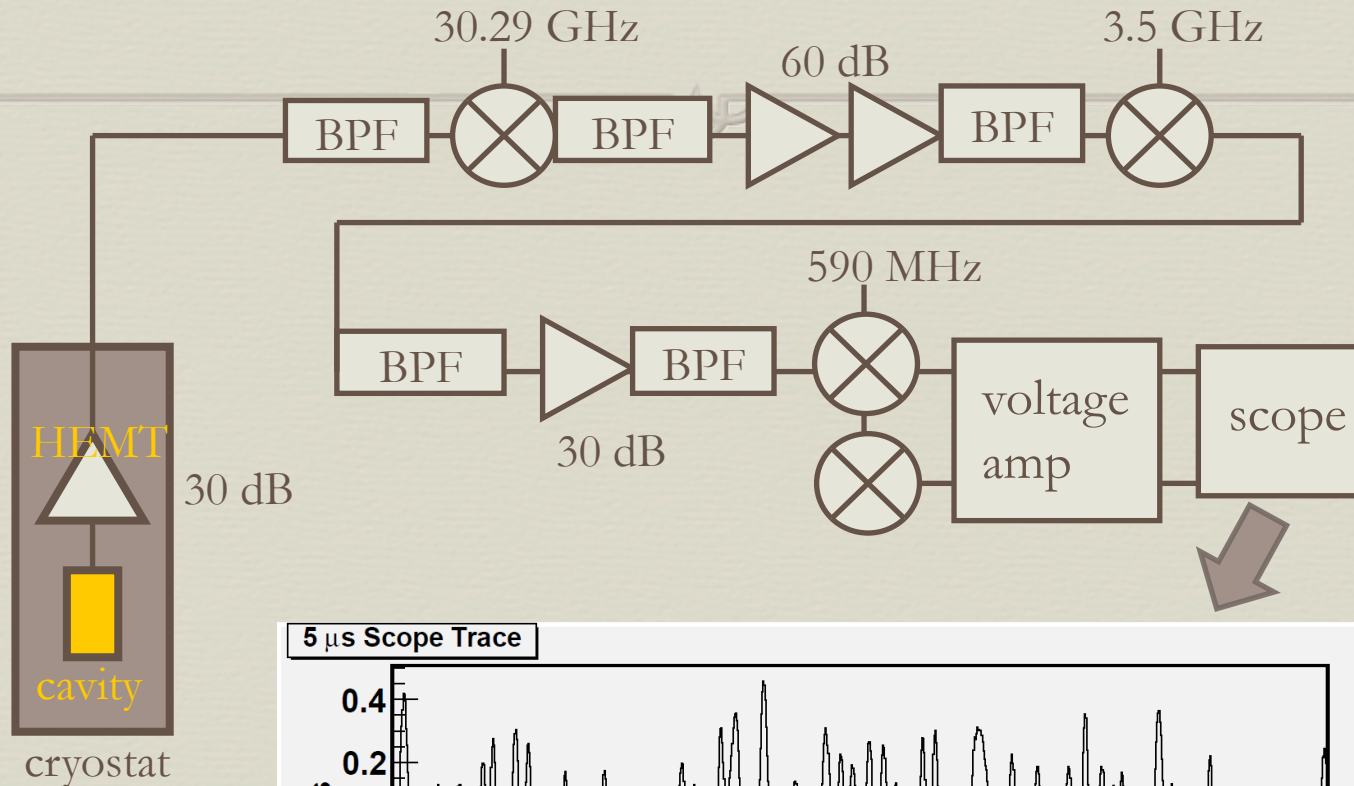 30.29 GHz
3.5 GHz
60 dB
BPF
BPF
BPF
590 MHz
BPF
BPF
30 dB
voltage
amp
scope
HEMT
30 dB
cavity
cryostat
5 μs Scope Trace
0.4
0.2